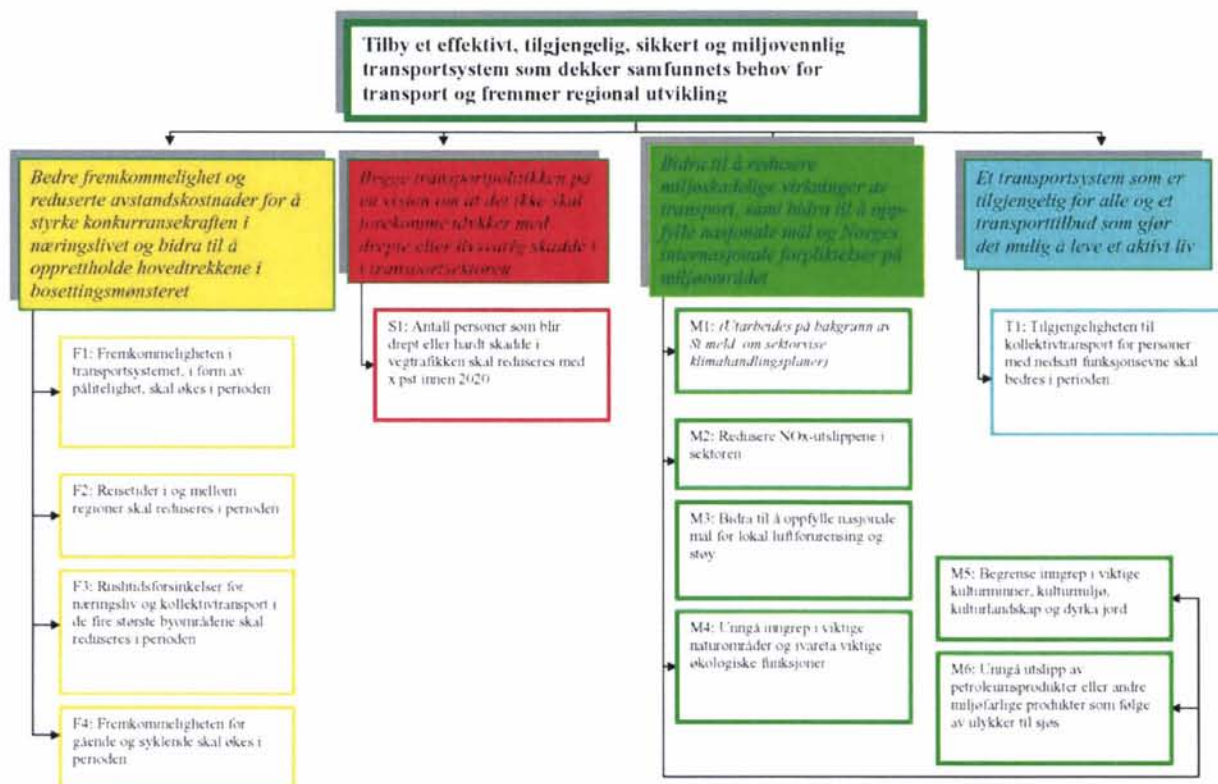 Tilby et effektivt, tilgjengelig, sikkert og miljøvennlig
transportsystem som dekker samfunnets behov for
transport og fremmer regional utvikling
Bedre fremkommelighet og
reduserte avstandskostnader for å
styrke konkurransekraften i
næringslivet og bidra til å
opprettholde hovedtrekkene i
bosettingsmønsteret
F1: Fremkommeligheten i
transportsystemet, i form av
pålitelighet, skal økes i perioden
F2: Reisetider i og mellom
regioner skal reduseres i perioden
F3: Rushtidsforsinkelser for
næringsliv og kollektivtransport i
de fire største byområdene skal
reduseres i perioden
F4: Fremkommeligheten for
gående og syklende skal økes i
perioden
Bygge transportpolitikken på
en visjon om at det ikke skal
forekomme ulykker med
drepte eller livsvarig skadde i
transportsektoren
S1: Antall personer som blir
drept eller hardt skadde i
vegtrafikken skal reduseres med
x pst innen 2020
Bidra til å redusere
miljøskadelige virkninger av
transport, samt bidra til å opp-
fylle nasjonale mål og Norges
internasjonale forpliktelser på
miljøområdet
M1: (Utarbeides på bakgrunn av
St meld. om sektorvise
klimahandlingsplaner)
M2: Redusere NOx-utslippene i
sektoren
M3: Bidra til å oppfylle nasjonale
mål for lokal luftforurensing og
støy
M4: Unngå inngrep i viktige
naturområder og ivareta viktige
økologiske funksjoner
M5: Begrense inngrep i viktige
kulturminner, kulturmiljø,
kulturlandskap og dyrka jord
M6: Unngå utslipp av
petroleumsprodukter eller andre
miljøfarlige produkter som følge
av ulykker til sjøs
Et transportsystem som er
tilgjengelig for alle og et
transporttilbud som gjør
det mulig å leve et aktivt liv
T1: Tilgjengeligheten til
kollektivtransport for personer
med nedsatt funksjonsevne skal
bedres i perioden